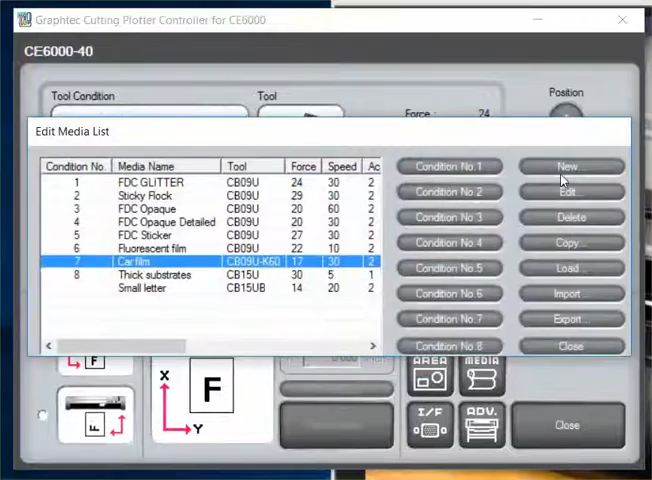 Graphtec Cutting Plotter Controller for CE6000
CE6000-40
Tool Condition
Tool
Position
Force : 24
Edit Media List
Condition No. Media Name Tool Force Speed Ac
1 FDC GLITTER CB09U 24 30 2
2 Sticky Flock CB09U 29 30 2
3 FDC Opaque CB09U 20 60 2
4 FDC Opaque Detailed CB09U 20 30 2
5 FDC Sticker CB09U 27 30 2
6 Fluorescent film CB09U 22 10 2
7 Car film CB09U-K60 17 30 2
8 Thick substrates CB15U 30 5 1
Small letter CB15UB 14 20 2
Condition No.1
Condition No.2
Condition No.3
Condition No.4
Condition No.5
Condition No.6
Condition No.7
Condition No.8
New...
Edit...
Delete
Copy...
Load...
Import...
Export...
Close
F
X
F
Y
F
AREA
MEDIA
I/F
ADV.
Close